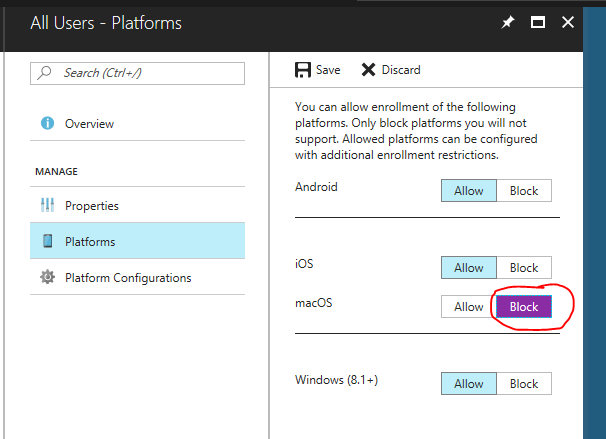 All Users - Platforms
Search (Ctrl+/)
Overview
MANAGE
Properties
Platforms
Platform Configurations
Save Discard
You can allow enrollment of the following
platforms. Only block platforms you will not
support. Allowed platforms can be configured
with additional enrollment restrictions.
Android Allow Block
iOS Allow Block
macOS Allow Block
Windows (8.1+) Allow Block